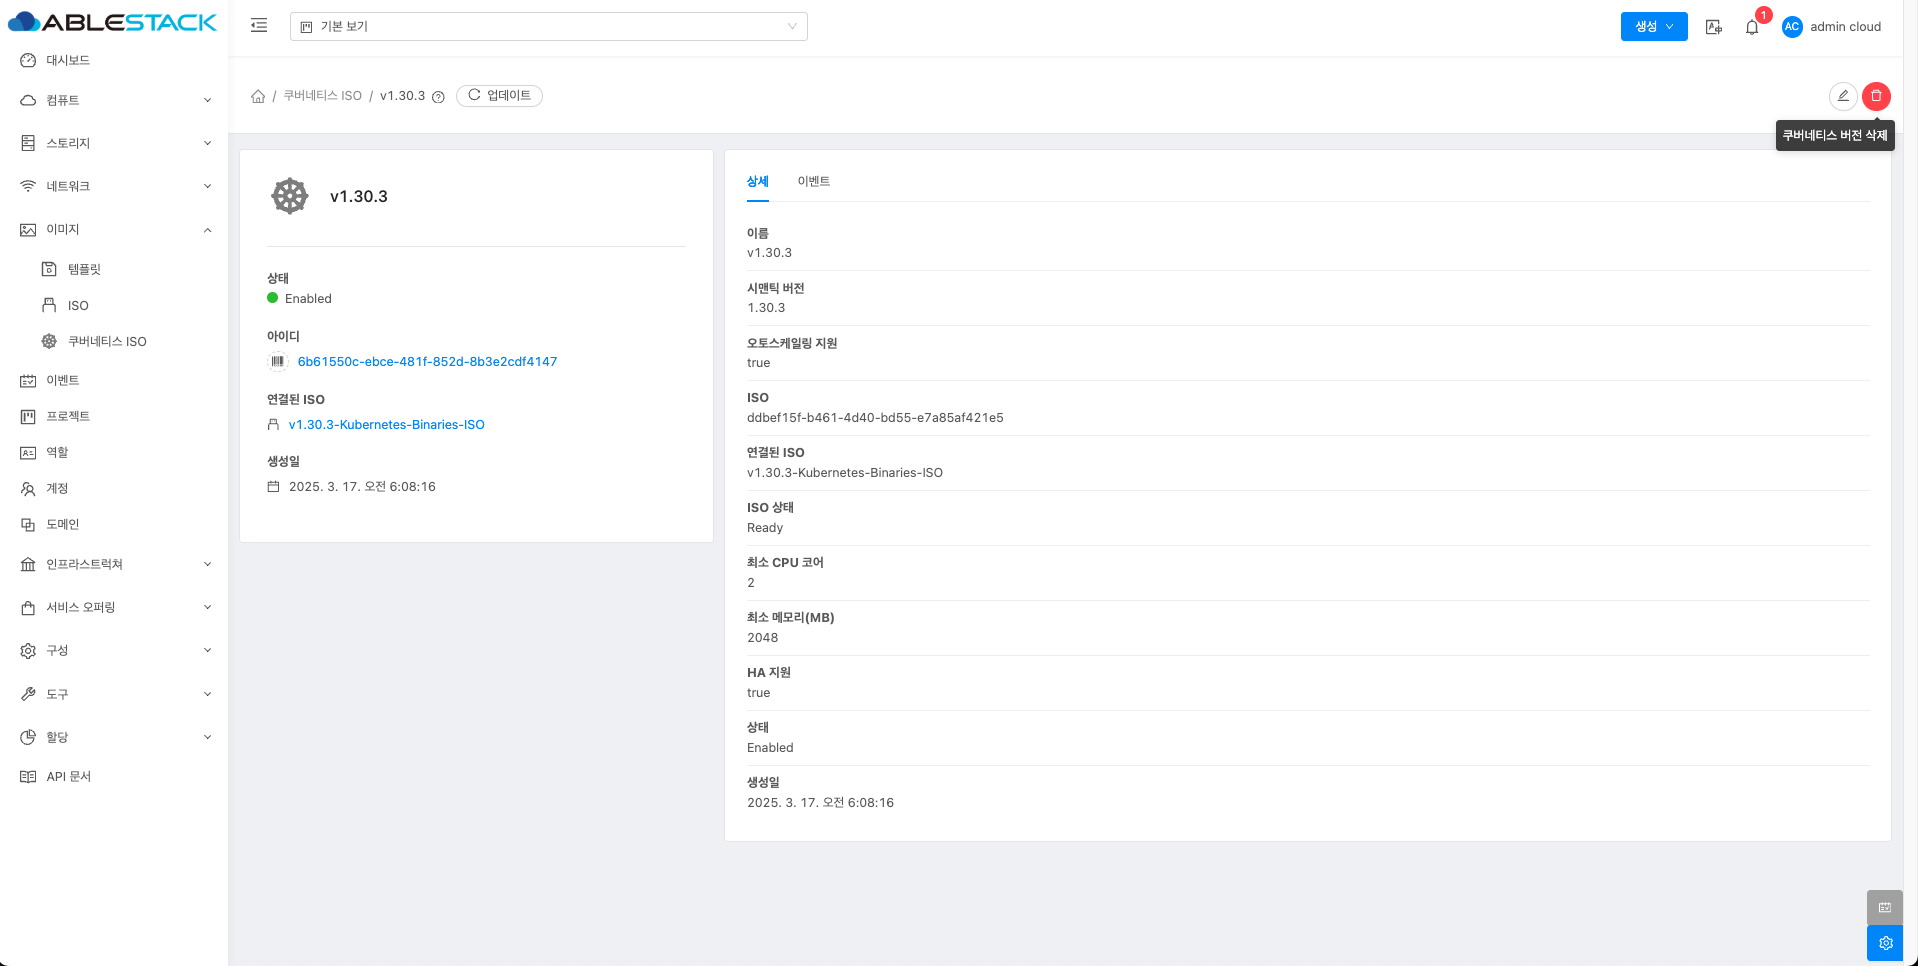 ABLESTACK
기본 보기
생성
1
AC
admin cloud
대시보드
컴퓨트
스토리지
네트워크
이미지
템플릿
ISO
쿠버네티스 ISO
이벤트
프로젝트
역할
계정
도메인
인프라스트럭쳐
서비스 오퍼링
구성
도구
할당
API 문서
/ 쿠버네티스 ISO / v1.30.3
업데이트
쿠버네티스 버전 삭제
v1.30.3
상태
Enabled
아이디
6b61550c-ebce-481f-852d-8b3e2cdf4147
연결된 ISO
v1.30.3-Kubernetes-Binaries-ISO
생성일
2025. 3. 17. 오전 6:08:16
상세
이벤트
이름
v1.30.3
시맨틱 버전
1.30.3
오토스케일링 지원
true
ISO
ddbef15f-b461-4d40-bd55-e7a85af421e5
연결된 ISO
v1.30.3-Kubernetes-Binaries-ISO
ISO 상태
Ready
최소 CPU 코어
2
최소 메모리(MB)
2048
HA 지원
true
상태
Enabled
생성일
2025. 3. 17. 오전 6:08:16